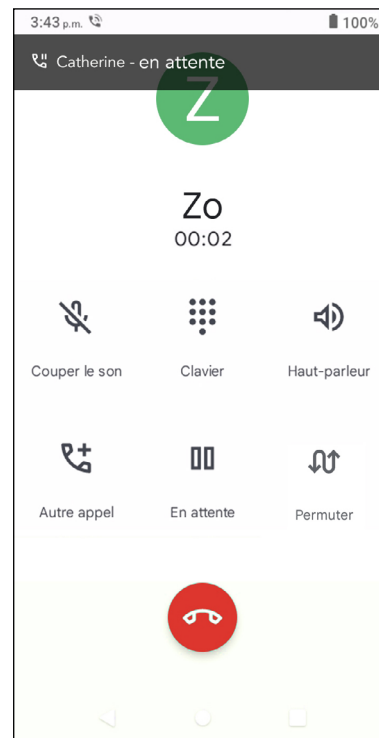 3:43 p.m. 100%
Catherine - en attente
Z
Zo
00:02
Couper le son Clavier Haut-parleur
Autre appel En attente Permuter